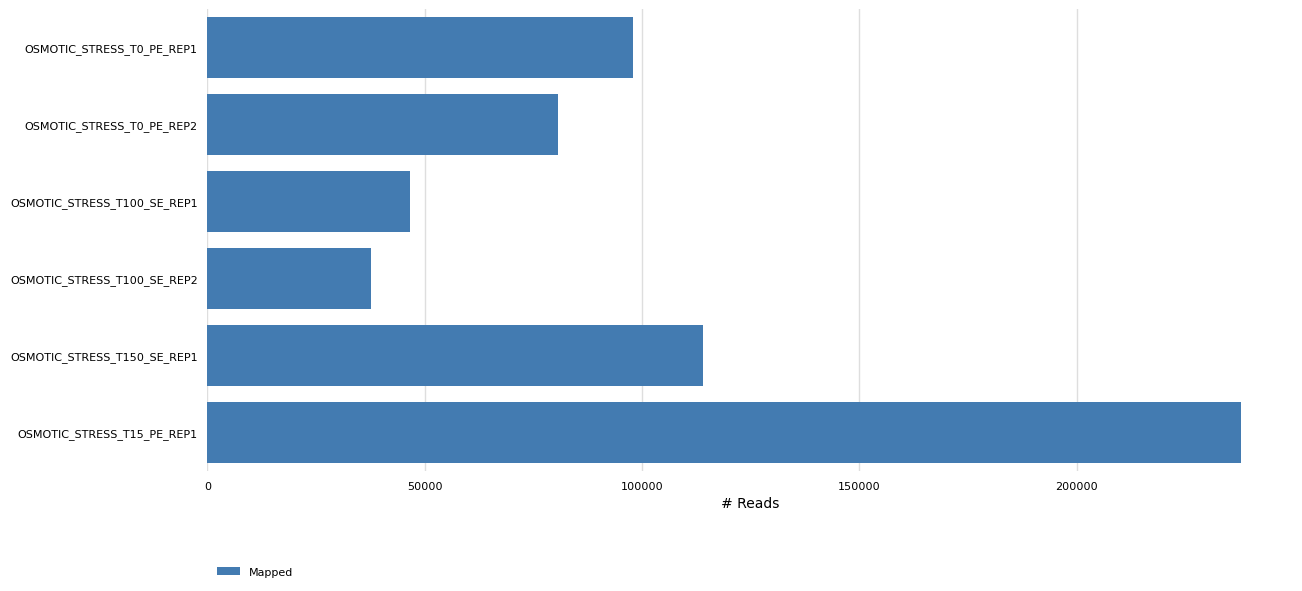 OSMOTIC_STRESS_T0_PE_REP1
OSMOTIC_STRESS_T0_PE_REP2
OSMOTIC_STRESS_T100_SE_REP1
OSMOTIC_STRESS_T100_SE_REP2
OSMOTIC_STRESS_T150_SE_REP1
OSMOTIC_STRESS_T15_PE_REP1
0 50000 100000 150000 200000
# Reads
Mapped